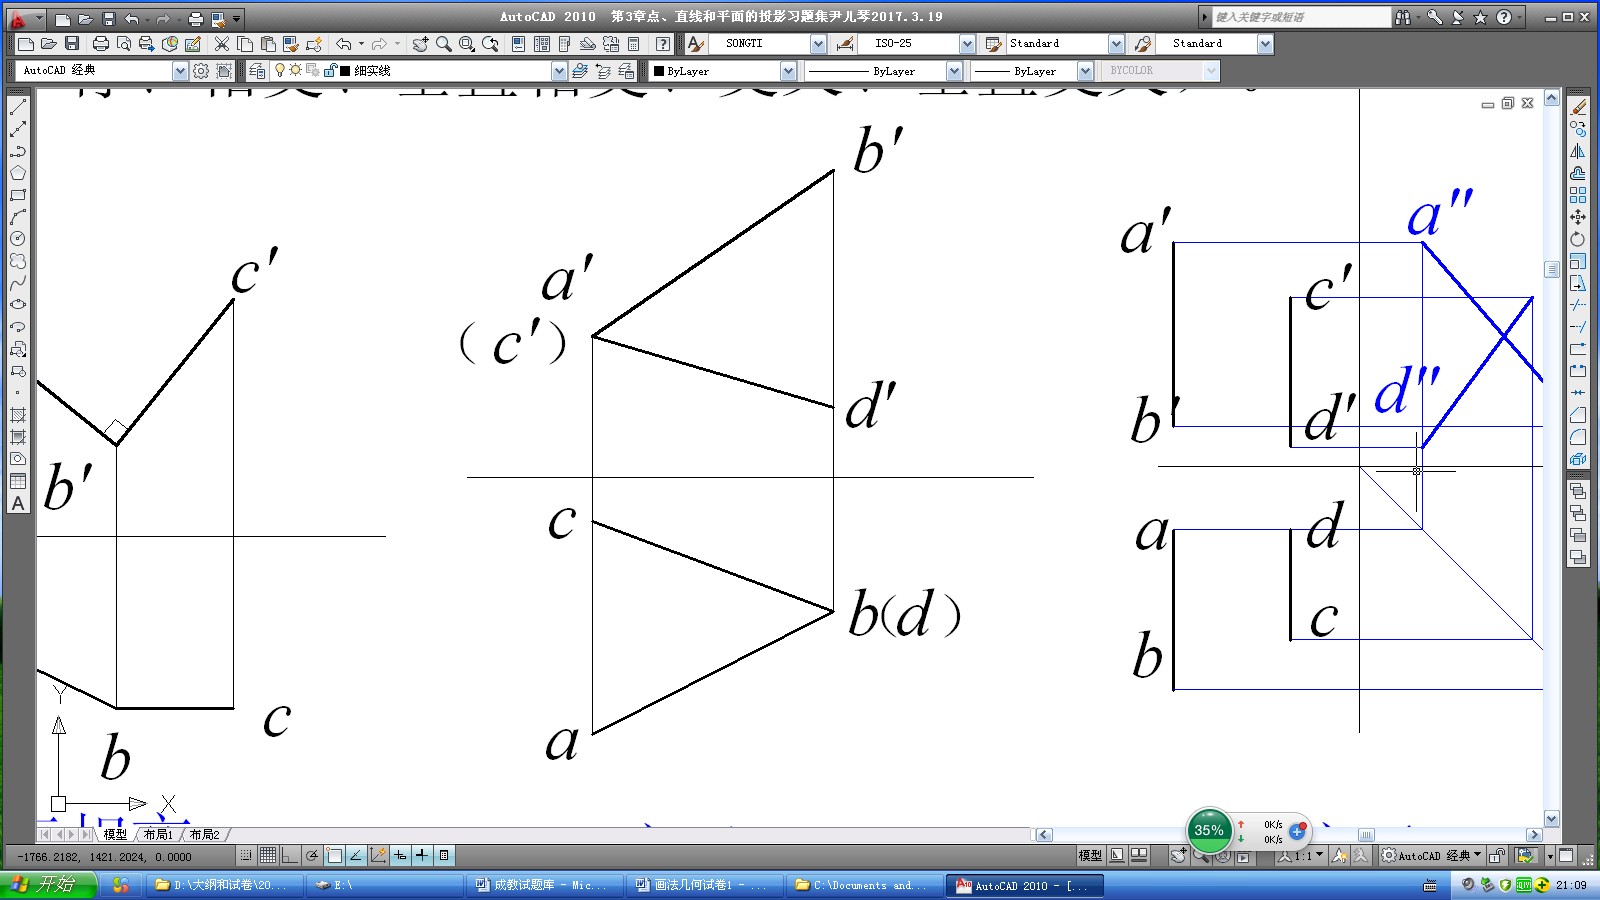 AutoCAD 2010 第3章点、直线和平面的投影习题集尹儿琴2017.3.19
键入关键字或短语
SONGTI
ISO-25
Standard
Standard
AutoCAD 经典
细实线
ByLayer
ByLayer
ByLayer
BYCOLOR
b'
a'
(c')
d'
c
b(d)
a
c'
b'
b
c
a'
a"
c'
b'
d'
d"
a
d
c
b
Y
X
A
模型
布局1
布局2
-1766.2182, 1421.2024, 0.0000
模型
35%
0K/s
0K/s
1:1
AutoCAD 经典
开始
D:\大纲和试卷\20...
E:\
成教试题库 - Mic...
画法几何试卷1 - ...
C:\Documents and...
AutoCAD 2010 - [...
21:09